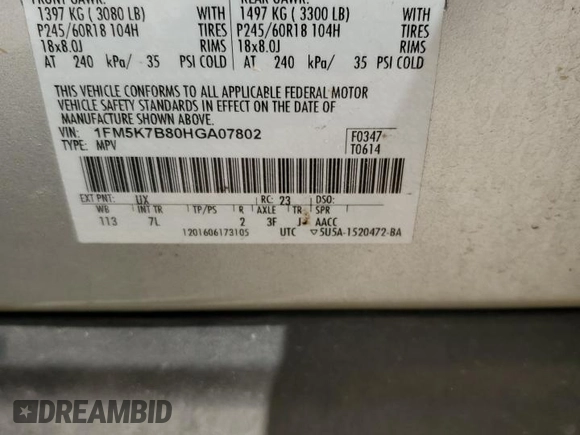 FRONT GAWR: REAR GAWR:
1397 KG ( 3080 LB) WITH 1497 KG ( 3300 LB) WITH
P245/60R18 104H TIRES P245/60R18 104H TIRES
18x8.0J RIMS 18x8.0J RIMS
AT 240 kPa/ 35 PSI COLD AT 240 kPa/ 35 PSI COLD
THIS VEHICLE CONFORMS TO ALL APPLICABLE FEDERAL MOTOR
VEHICLE SAFETY STANDARDS IN EFFECT ON THE DATE OF
MANUFACTURE SHOWN ABOVE.
VIN: 1FM5K7B80HGA07802 F0347
TYPE: MPV T0614
EXT PNT: UX RC: 23 DSO:
WB INT TR TP/PS R AXLE TR SPR
113 7L 2 3F J AACC
1201606173105 UTC ▽5U5A-1520472-BA
DREAMBID